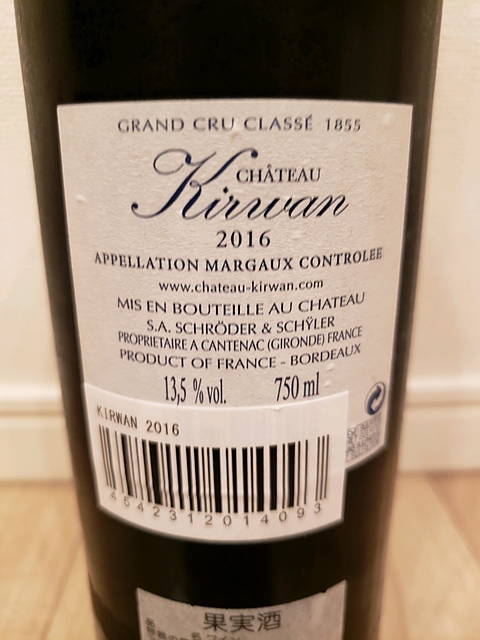 GRAND CRU CLASSÉ 1855
CHÂTEAU
Kirwan
2016
APPELLATION MARGAUX CONTROLEE
www.chateau-kirwan.com
MIS EN BOUTEILLE AU CHATEAU
S.A. SCHRÖDER & SCHŸLER
PROPRIETAIRE A CANTENAC (GIRONDE) FRANCE
PRODUCT OF FRANCE - BORDEAUX
13,5 % vol. 750 ml
KIRWAN 2016
4542312014093
果実酒